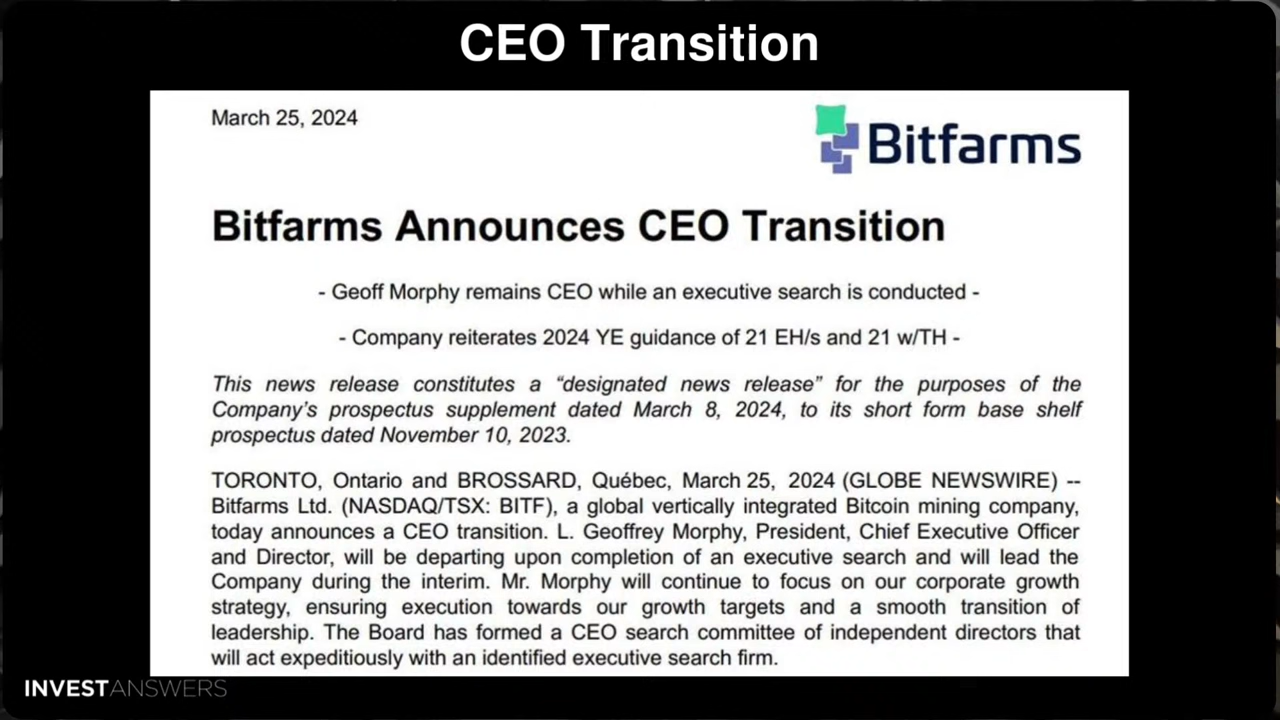 CEO Transition
March 25, 2024
Bitfarms
Bitfarms Announces CEO Transition
- Geoff Morphy remains CEO while an executive search is conducted -
- Company reiterates 2024 YE guidance of 21 EH/s and 21 w/TH -
This news release constitutes a “designated news release” for the purposes of the
Company’s prospectus supplement dated March 8, 2024, to its short form base shelf
prospectus dated November 10, 2023.
TORONTO, Ontario and BROSSARD, Québec, March 25, 2024 (GLOBE NEWSWIRE) --
Bitfarms Ltd. (NASDAQ/TSX: BITF), a global vertically integrated Bitcoin mining company,
today announces a CEO transition. L. Geoffrey Morphy, President, Chief Executive Officer
and Director, will be departing upon completion of an executive search and will lead the
Company during the interim. Mr. Morphy will continue to focus on our corporate growth
strategy, ensuring execution towards our growth targets and a smooth transition of
leadership. The Board has formed a CEO search committee of independent directors that
will act expeditiously with an identified executive search firm.
INVESTANSWERS